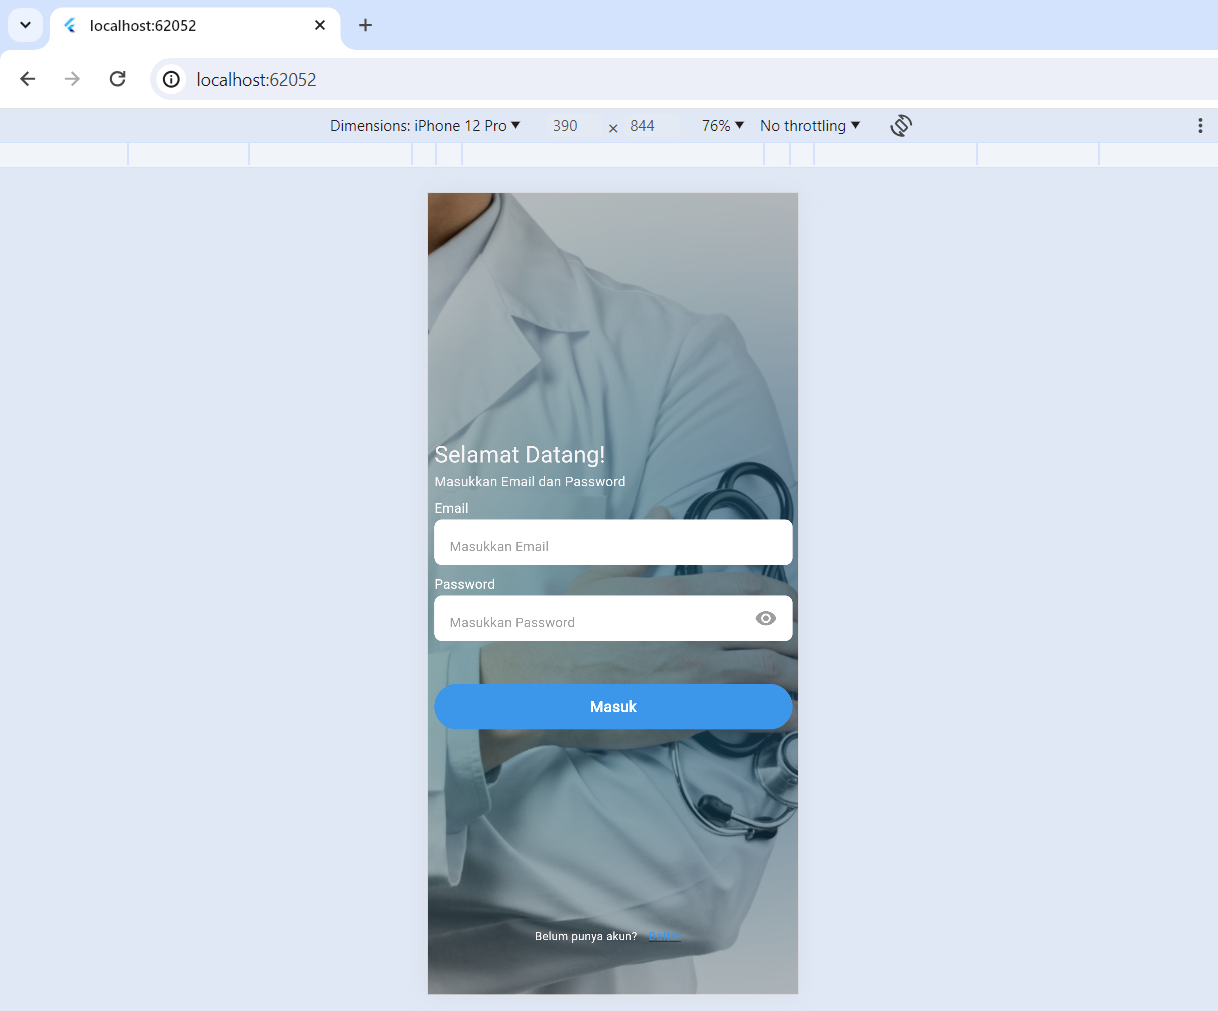 localhost:62052
localhost:62052
Dimensions: iPhone 12 Pro 390 × 844 76% No throttling
Selamat Datang!
Masukkan Email dan Password
Email
Masukkan Email
Password
Masukkan Password
Masuk
Belum punya akun?